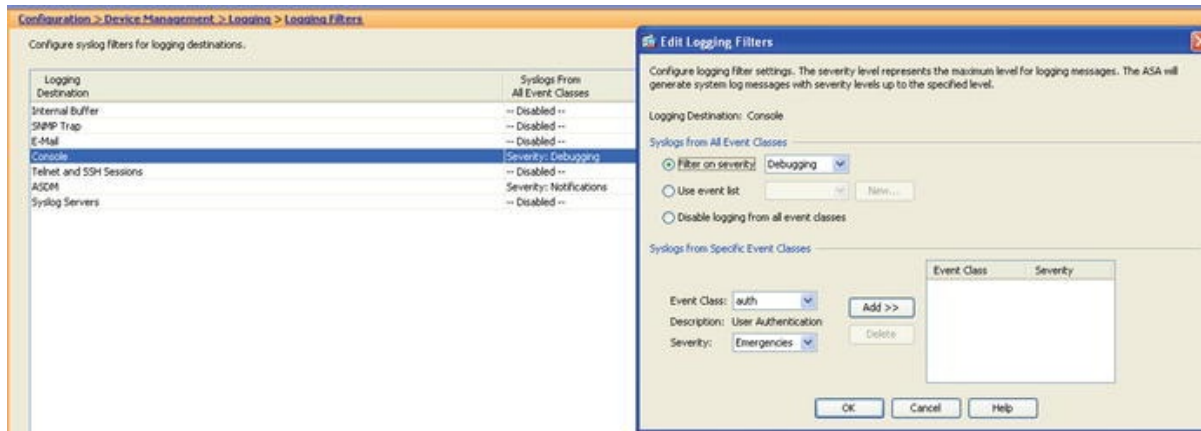 Configuration > Device Management > Logging > Logging Filters
Configure syslog filters for logging destinations.
Logging Destination
Syslogs From All Event Classes
Internal Buffer -- Disabled --
SNMP Trap -- Disabled --
E-Mail -- Disabled --
Console Severity: Debugging
Telnet and SSH Sessions -- Disabled --
ASDM Severity: Notifications
Syslog Servers -- Disabled --
Edit Logging Filters
Configure logging filter settings. The severity level represents the maximum level for logging messages. The ASA will
generate system log messages with severity levels up to the specified level.
Logging Destination: Console
Syslogs from All Event Classes
Filter on severity Debugging
Use event list New...
Disable logging from all event classes
Syslogs from Specific Event Classes
Event Class Severity
Event Class: auth
Add >>
Description: User Authentication
Delete
Severity: Emergencies
OK Cancel Help